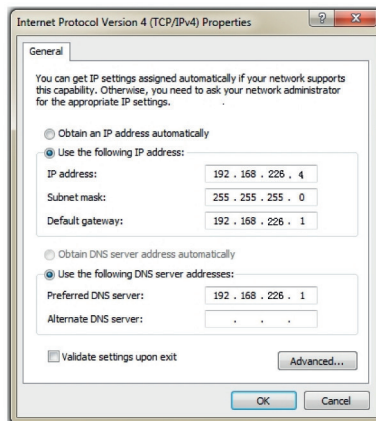 Internet Protocol Version 4 (TCP/IPv4) Properties
General
You can get IP settings assigned automatically if your network supports
this capability. Otherwise, you need to ask your network administrator
for the appropriate IP settings.
Obtain an IP address automatically
Use the following IP address:
IP address: 192 . 168 . 226 . 4
Subnet mask: 255 . 255 . 255 . 0
Default gateway: 192 . 168 . 226 . 1
Obtain DNS server address automatically
Use the following DNS server addresses:
Preferred DNS server: 192 . 168 . 226 . 1
Alternate DNS server: . . .
Validate settings upon exit
Advanced...
OK Cancel